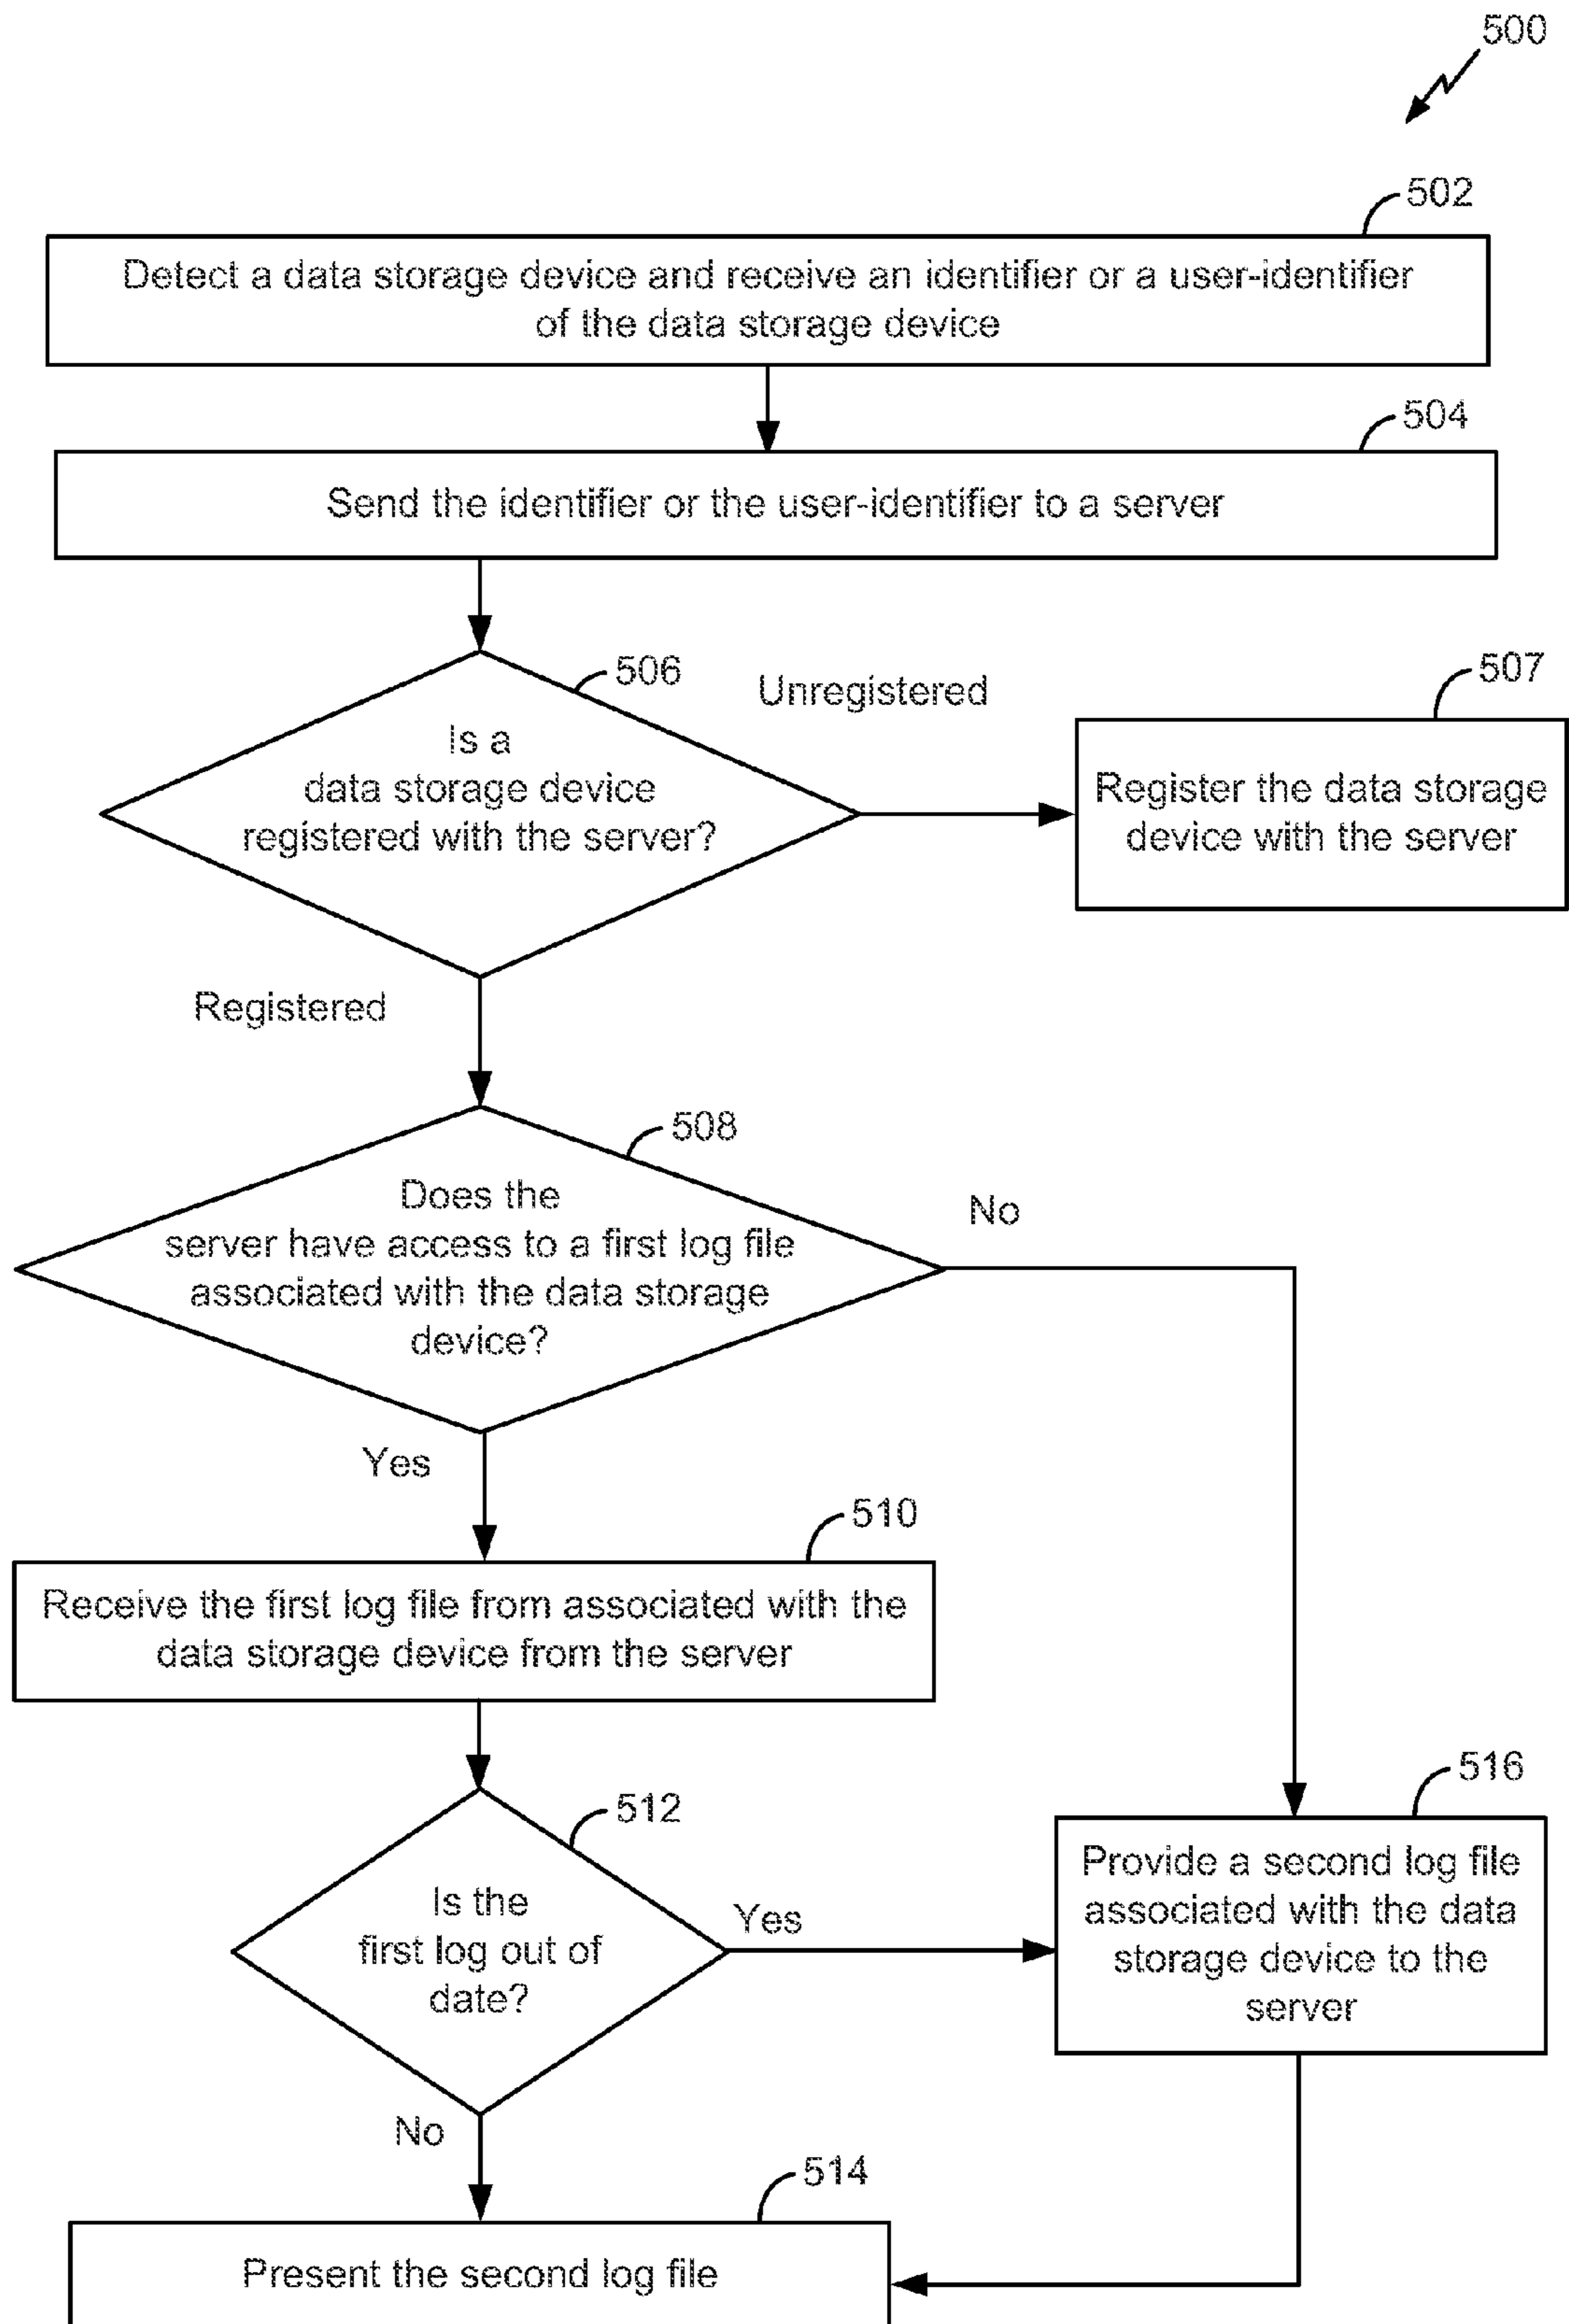 500
502
Detect a data storage device and receive an identifier or a user-identifier
of the data storage device
504
Send the identifier or the user-identifier to a server
506
Unregistered
507
Is a
data storage device
registered with the server?
Register the data storage
device with the server
Registered
508
Does the
server have access to a first log file
associated with the data storage
device?
No
Yes
510
Receive the first log file from associated with the
data storage device from the server
512
Is the
first log out of
date?
Yes
516
Provide a second log file
associated with the data
storage device to the
server
No
514
Present the second log file